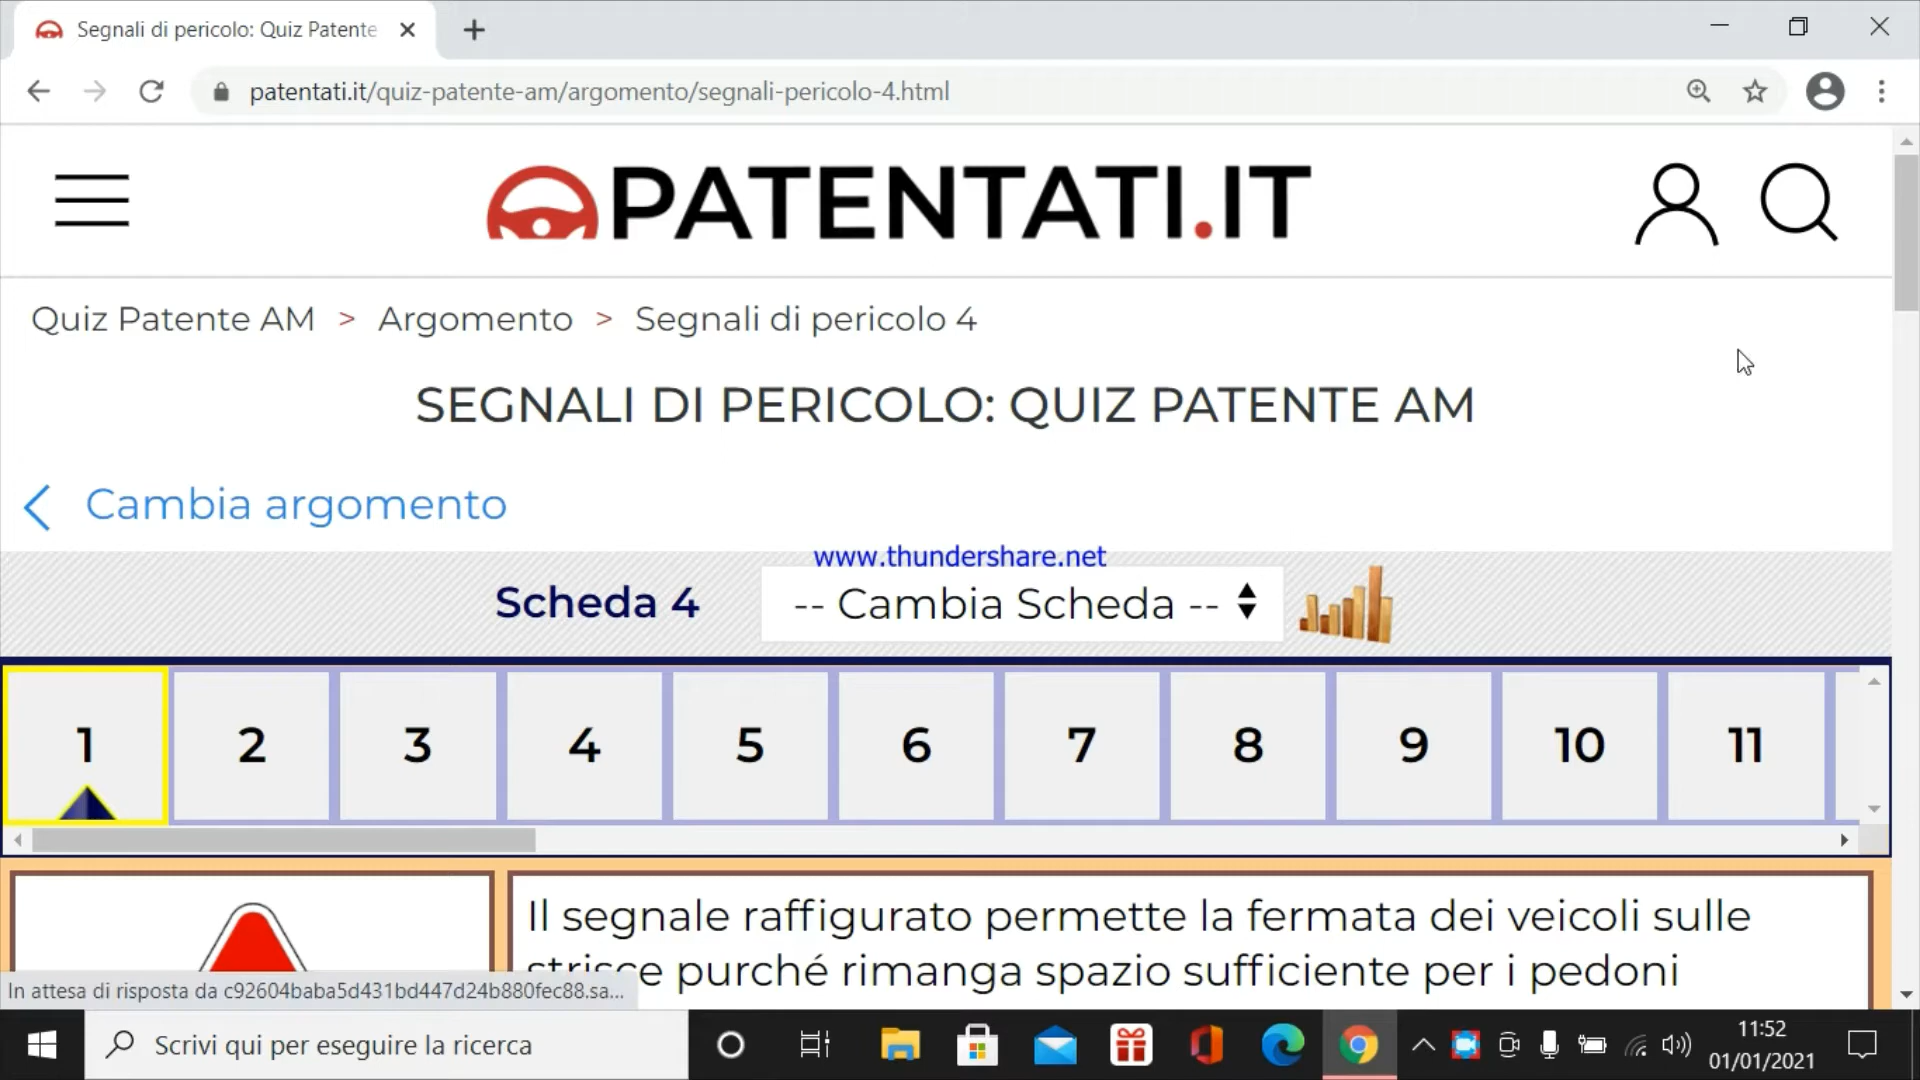 Segnali di pericolo: Quiz Patente
patentati.it/quiz-patente-am/argomento/segnali-pericolo-4.html
PATENTATI.IT
Quiz Patente AM > Argomento > Segnali di pericolo 4
SEGNALI DI PERICOLO: QUIZ PATENTE AM
Cambia argomento
www.thundershare.net
Scheda 4 -- Cambia Scheda --
1 2 3 4 5 6 7 8 9 10 11
Il segnale raffigurato permette la fermata dei veicoli sulle
strisce purché rimanga spazio sufficiente per i pedoni
In attesa di risposta da c92604baba5d431bd447d24b880fec88.sa...
Scrivi qui per eseguire la ricerca
11:52
01/01/2021